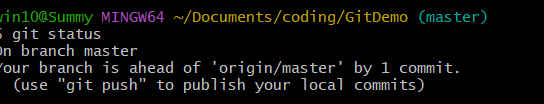 win10@Summy MINGW64 ~/Documents/coding/GitDemo (master)
$ git status
On branch master
Your branch is ahead of 'origin/master' by 1 commit.
  (use "git push" to publish your local commits)